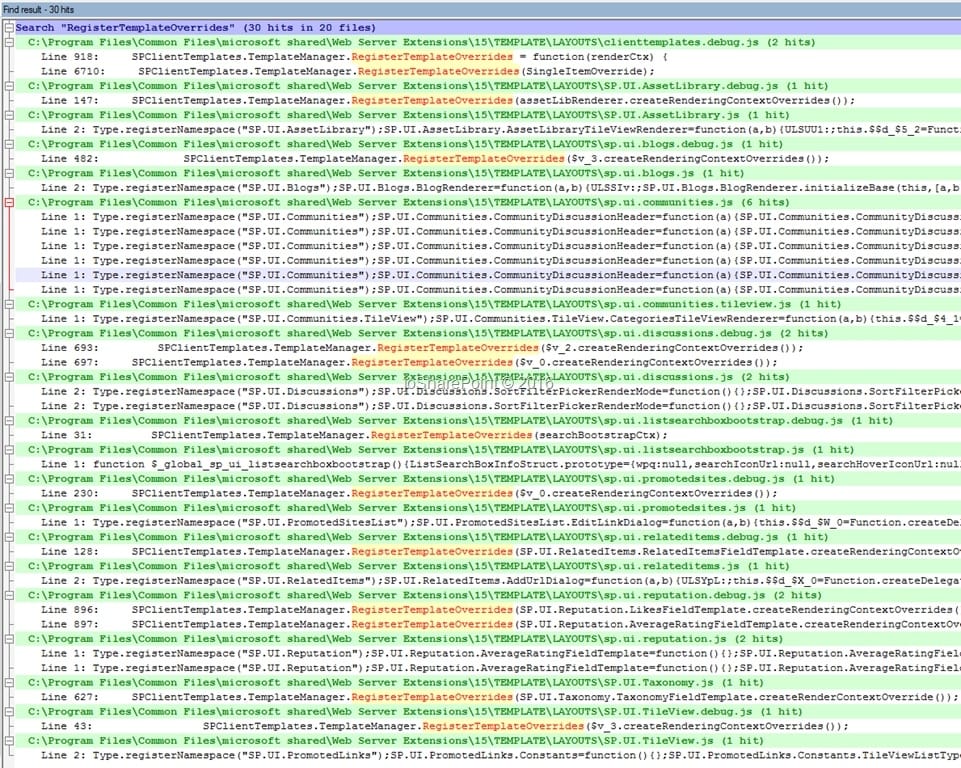 Find result - 30 hits
Search "RegisterTemplateOverrides" (30 hits in 20 files)
C:\Program Files\Common Files\microsoft shared\Web Server Extensions\15\TEMPLATE\LAYOUTS\clienttemplates.debug.js (2 hits)
Line 918: SPClientTemplates.TemplateManager.RegisterTemplateOverrides = function(renderCtx) {
Line 6710: SPClientTemplates.TemplateManager.RegisterTemplateOverrides(SingleItemOverride);
C:\Program Files\Common Files\microsoft shared\Web Server Extensions\15\TEMPLATE\LAYOUTS\SP.UI.AssetLibrary.debug.js (1 hit)
Line 147: SPClientTemplates.TemplateManager.RegisterTemplateOverrides(assetLibRenderer.createRenderingContextOverrides());
C:\Program Files\Common Files\microsoft shared\Web Server Extensions\15\TEMPLATE\LAYOUTS\SP.UI.AssetLibrary.js (1 hit)
Line 2: Type.registerNamespace("SP.UI.AssetLibrary");SP.UI.AssetLibrary.AssetLibraryTileViewRenderer=function(a,b){ULSUU1:;this.$$d_$5_2=Funct
C:\Program Files\Common Files\microsoft shared\Web Server Extensions\15\TEMPLATE\LAYOUTS\sp.ui.blogs.debug.js (1 hit)
Line 482: SPClientTemplates.TemplateManager.RegisterTemplateOverrides($v_3.createRenderingContextOverrides());
C:\Program Files\Common Files\microsoft shared\Web Server Extensions\15\TEMPLATE\LAYOUTS\sp.ui.blogs.js (1 hit)
Line 2: Type.registerNamespace("SP.UI.Blogs");SP.UI.Blogs.BlogRenderer=function(a,b){ULSSIv:;SP.UI.Blogs.BlogRenderer.initializeBase(this,[a,b
C:\Program Files\Common Files\microsoft shared\Web Server Extensions\15\TEMPLATE\LAYOUTS\sp.ui.communities.js (6 hits)
Line 1: Type.registerNamespace("SP.UI.Communities");SP.UI.Communities.CommunityDiscussionHeader=function(a){SP.UI.Communities.CommunityDiscuss
Line 1: Type.registerNamespace("SP.UI.Communities");SP.UI.Communities.CommunityDiscussionHeader=function(a){SP.UI.Communities.CommunityDiscuss
Line 1: Type.registerNamespace("SP.UI.Communities");SP.UI.Communities.CommunityDiscussionHeader=function(a){SP.UI.Communities.CommunityDiscuss
Line 1: Type.registerNamespace("SP.UI.Communities");SP.UI.Communities.CommunityDiscussionHeader=function(a){SP.UI.Communities.CommunityDiscuss
Line 1: Type.registerNamespace("SP.UI.Communities");SP.UI.Communities.CommunityDiscussionHeader=function(a){SP.UI.Communities.CommunityDiscuss
Line 1: Type.registerNamespace("SP.UI.Communities");SP.UI.Communities.CommunityDiscussionHeader=function(a){SP.UI.Communities.CommunityDiscuss
C:\Program Files\Common Files\microsoft shared\Web Server Extensions\15\TEMPLATE\LAYOUTS\sp.ui.communities.tileview.js (1 hit)
Line 1: Type.registerNamespace("SP.UI.Communities.TileView");SP.UI.Communities.TileView.CategoriesTileViewRenderer=function(a,b){this.$$d_$4_1
C:\Program Files\Common Files\microsoft shared\Web Server Extensions\15\TEMPLATE\LAYOUTS\sp.ui.discussions.debug.js (2 hits)
Line 693: SPClientTemplates.TemplateManager.RegisterTemplateOverrides($v_2.createRenderingContextOverrides());
Line 697: SPClientTemplates.TemplateManager.RegisterTemplateOverrides($v_0.createRenderingContextOverrides());
C:\Program Files\Common Files\microsoft shared\Web Server Extensions\15\TEMPLATE\LAYOUTS\sp.ui.discussions.js (2 hits)
Line 2: Type.registerNamespace("SP.UI.Discussions");SP.UI.Discussions.SortFilterPickerRenderMode=function(){};SP.UI.Discussions.SortFilterPick
Line 2: Type.registerNamespace("SP.UI.Discussions");SP.UI.Discussions.SortFilterPickerRenderMode=function(){};SP.UI.Discussions.SortFilterPick
C:\Program Files\Common Files\microsoft shared\Web Server Extensions\15\TEMPLATE\LAYOUTS\sp.ui.listsearchboxbootstrap.debug.js (1 hit)
Line 31: SPClientTemplates.TemplateManager.RegisterTemplateOverrides(searchBootstrapCtx);
C:\Program Files\Common Files\microsoft shared\Web Server Extensions\15\TEMPLATE\LAYOUTS\sp.ui.listsearchboxbootstrap.js (1 hit)
Line 1: function $_global_sp_ui_listsearchboxbootstrap(){ListSearchBoxInfoStruct.prototype={wpq:null,searchIconUrl:null,searchHoverIconUrl:nul
C:\Program Files\Common Files\microsoft shared\Web Server Extensions\15\TEMPLATE\LAYOUTS\sp.ui.promotedsites.debug.js (1 hit)
Line 230: SPClientTemplates.TemplateManager.RegisterTemplateOverrides($v_0.createRenderingContextOverrides());
C:\Program Files\Common Files\microsoft shared\Web Server Extensions\15\TEMPLATE\LAYOUTS\sp.ui.promotedsites.js (1 hit)
Line 1: Type.registerNamespace("SP.UI.PromotedSitesList");SP.UI.PromotedSitesList.EditLinkDialog=function(a,b){this.$$d_$W_0=Function.createDel
C:\Program Files\Common Files\microsoft shared\Web Server Extensions\15\TEMPLATE\LAYOUTS\sp.ui.relateditems.debug.js (1 hit)
Line 128: SPClientTemplates.TemplateManager.RegisterTemplateOverrides(SP.UI.RelatedItems.RelatedItemsFieldTemplate.createRenderingContextO
C:\Program Files\Common Files\microsoft shared\Web Server Extensions\15\TEMPLATE\LAYOUTS\sp.ui.relateditems.js (1 hit)
Line 2: Type.registerNamespace("SP.UI.RelatedItems");SP.UI.RelatedItems.AddUrlDialog=function(a,b){ULSYpL:;this.$$d_$X_0=Function.createDelegat
C:\Program Files\Common Files\microsoft shared\Web Server Extensions\15\TEMPLATE\LAYOUTS\sp.ui.reputation.debug.js (2 hits)
Line 896: SPClientTemplates.TemplateManager.RegisterTemplateOverrides(SP.UI.Reputation.LikesFieldTemplate.createRenderingContextOverrides(
Line 897: SPClientTemplates.TemplateManager.RegisterTemplateOverrides(SP.UI.Reputation.AverageRatingFieldTemplate.createRenderingContextOv
C:\Program Files\Common Files\microsoft shared\Web Server Extensions\15\TEMPLATE\LAYOUTS\sp.ui.reputation.js (2 hits)
Line 1: Type.registerNamespace("SP.UI.Reputation");SP.UI.Reputation.AverageRatingFieldTemplate=function(){};SP.UI.Reputation.AverageRatingFiel
Line 1: Type.registerNamespace("SP.UI.Reputation");SP.UI.Reputation.AverageRatingFieldTemplate=function(){};SP.UI.Reputation.AverageRatingFiel
C:\Program Files\Common Files\microsoft shared\Web Server Extensions\15\TEMPLATE\LAYOUTS\SP.UI.Taxonomy.js (1 hit)
Line 627: SPClientTemplates.TemplateManager.RegisterTemplateOverrides(SP.UI.Taxonomy.TaxonomyFieldTemplate.createRenderContextOverride());
C:\Program Files\Common Files\microsoft shared\Web Server Extensions\15\TEMPLATE\LAYOUTS\SP.UI.TileView.debug.js (1 hit)
Line 43: SPClientTemplates.TemplateManager.RegisterTemplateOverrides($v_3.createRenderingContextOverrides());
C:\Program Files\Common Files\microsoft shared\Web Server Extensions\15\TEMPLATE\LAYOUTS\SP.UI.TileView.js (1 hit)
Line 2: Type.registerNamespace("SP.UI.PromotedLinks");SP.UI.PromotedLinks.Constants=function(){};SP.UI.PromotedLinks.Constants.TileViewListType